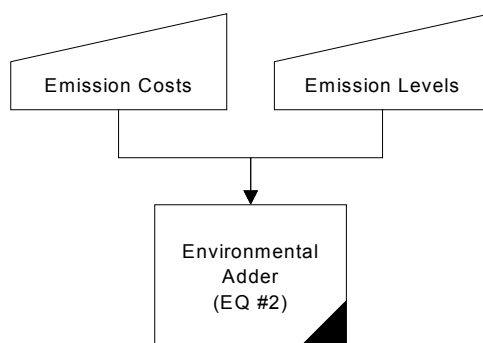 Emission Costs
Emission Levels
Environmental
Adder
(EQ #2)